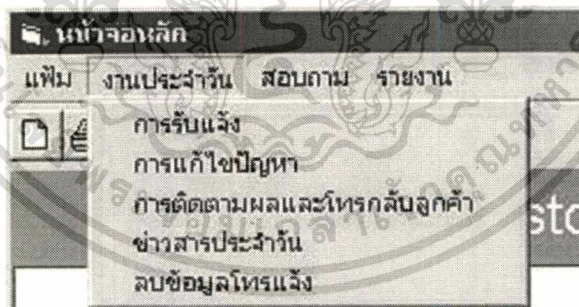 หน้าจอหลัก
แฟ้ม งานประจำวัน สอบถาม รายงาน
การรับแจ้ง
การแก้ไขปัญหา
การติดตามผลและโทรกลับลูกค้า
ข่าวสารประจำวัน
ลบข้อมูลโทรแจ้ง
sto